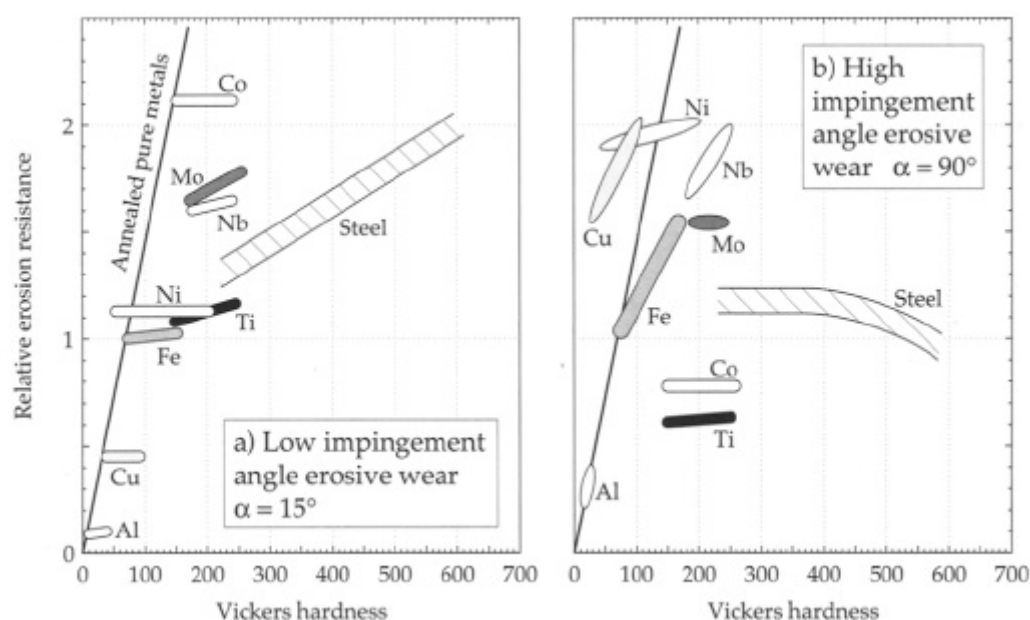 a)
Annealed pure metals
Co
Mo
Nb
Steel
Ni
Ti
Fe
Cu
Al
a) Low impingement
angle erosive wear
α = 15°
Relative erosion resistance
2
1
0
0 100 200 300 400 500 600 700
Vickers hardness
b)
b) High
impingement
angle erosive
wear α = 90°
Ni
Nb
Cu
Mo
Fe
Steel
Co
Ti
Al
0 100 200 300 400 500 600 700
Vickers hardness